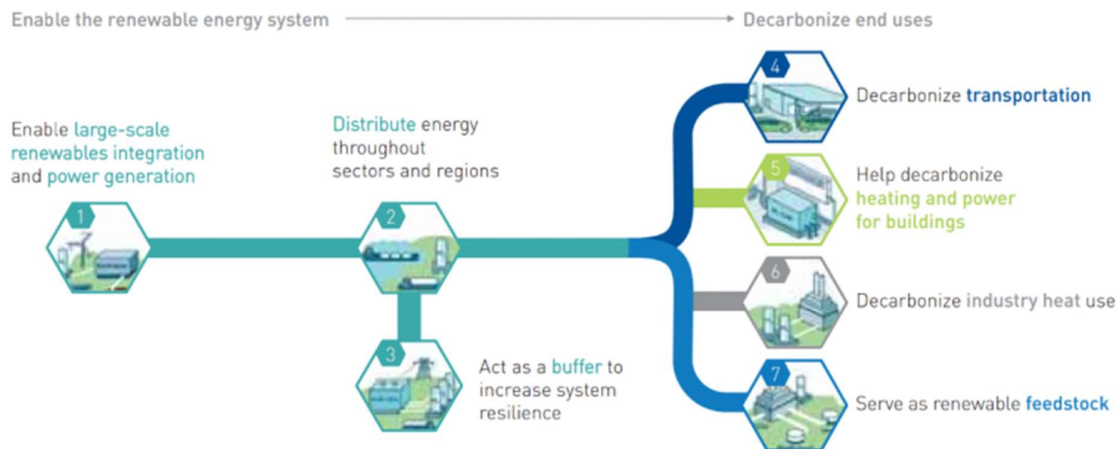 Enable the renewable energy system
Decarbonize end uses
Enable large-scale
renewables integration
and power generation
1
Distribute energy
throughout
sectors and regions
2
3
Act as a buffer to
increase system
resilience
4
Decarbonize transportation
5
Help decarbonize
heating and power
for buildings
6
Decarbonize industry heat use
7
Serve as renewable feedstock